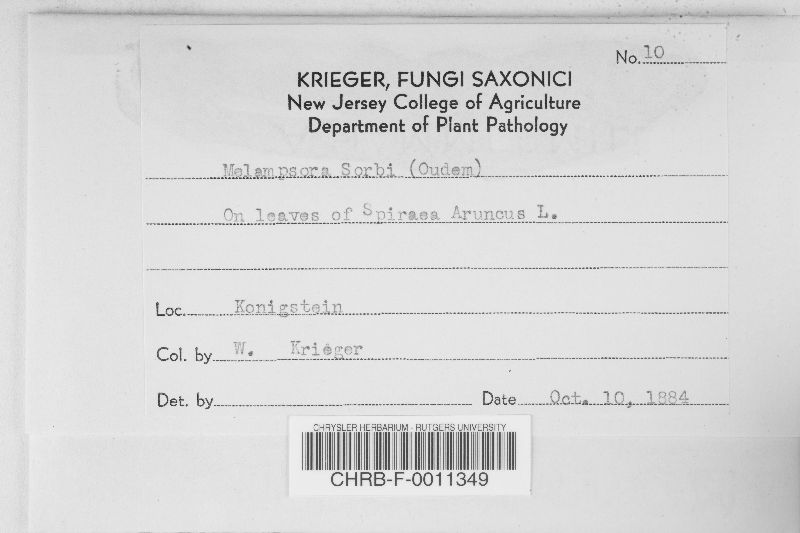 No. 10
KRIEGER, FUNGI SAXONICI
New Jersey College of Agriculture
Department of Plant Pathology
Melampsora Sorbi (Oudem)
On leaves of Spiraea Aruncus L.
Loc. Konigstein
Col. by W. Krieger
Det. by Date Oct. 10, 1884
CHRYSLER HERBARIUM - RUTGERS UNIVERSITY
CHRB-F-0011349